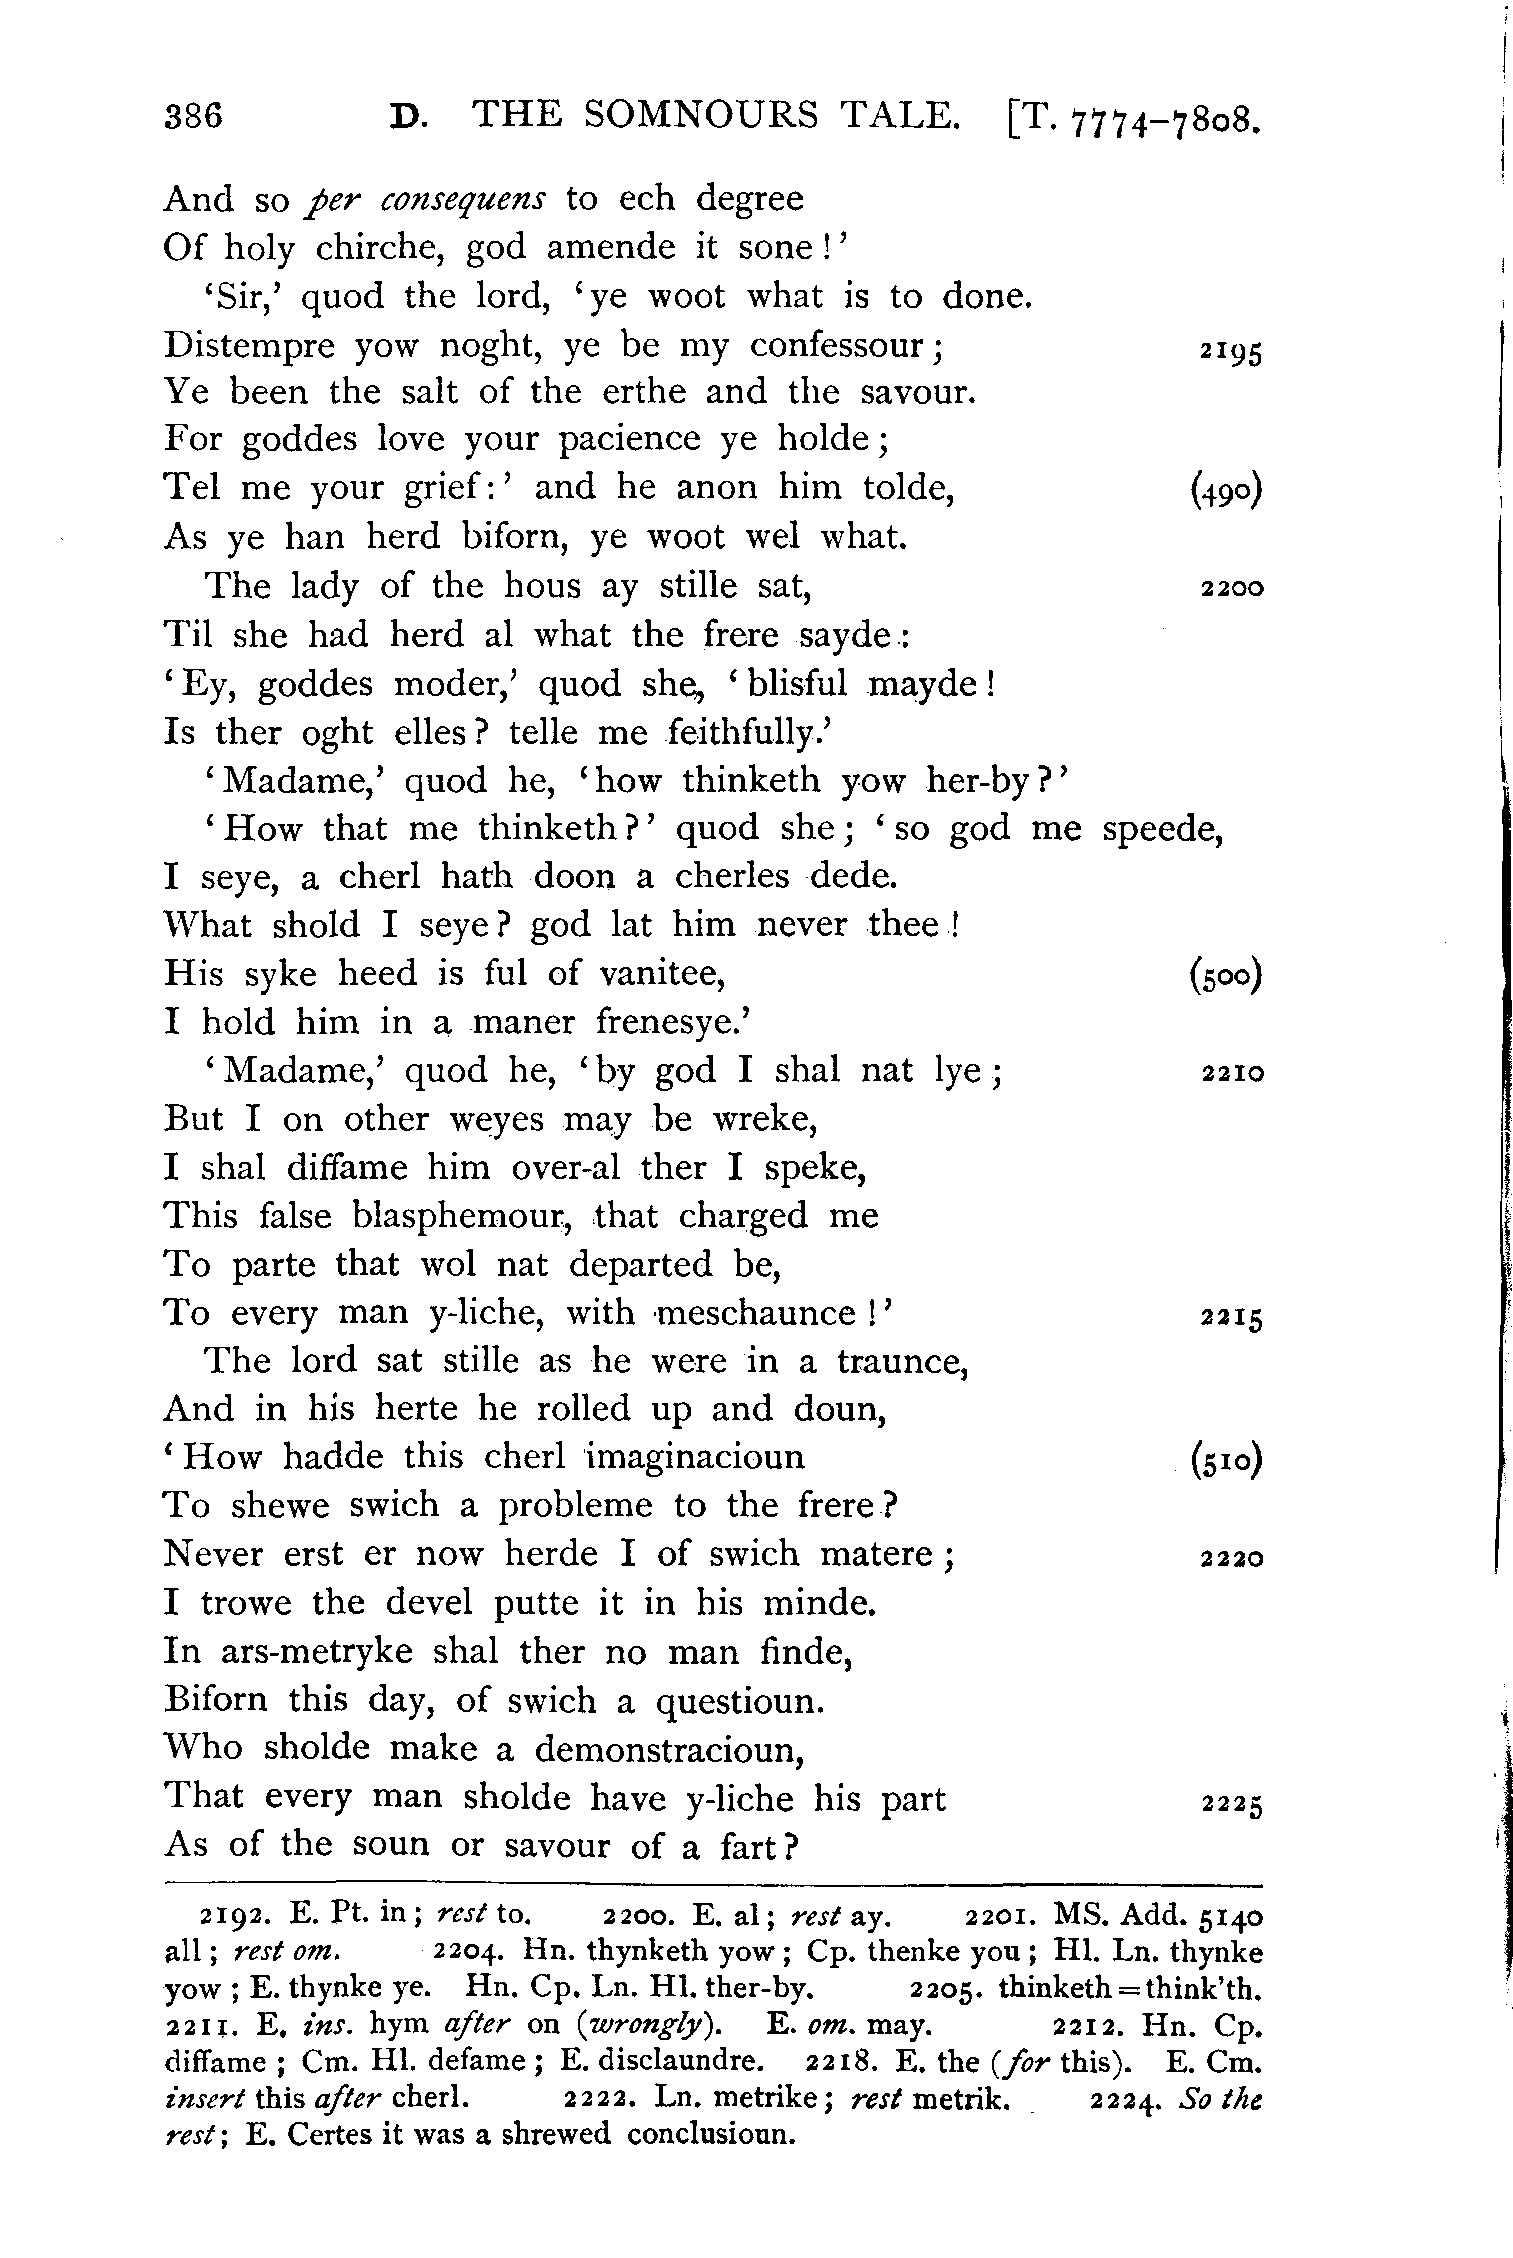 386 D. THE SOMNOURS TALE. [T. 7774–7808.
And so per consequens to ech degree
Of holy chirche, god amende it sone!’
‘Sir,’ quod the lord, ‘ye woot what is to done.
Distempre yow noght, ye be my confessour; 2195
Ye been the salt of the erthe and the savour.
For goddes love your pacience ye holde;
Tel me your grief:’ and he anon him tolde, (490)
As ye han herd biforn, ye woot wel what.
The lady of the hous ay stille sat, 2200
Til she had herd al what the frere sayde:
‘Ey, goddes moder,’ quod she, ‘blisful mayde!
Is ther oght elles? telle me feithfully.’
‘Madame,’ quod he, ‘how thinketh yow her-by?’
‘How that me thinketh?’ quod she; ‘so god me speede,
I seye, a cherl hath doon a cherles dede.
What shold I seye? god lat him never thee!
His syke heed is ful of vanitee, (500)
I hold him in a maner frenesye.’
‘Madame,’ quod he, ‘by god I shal nat lye; 2210
But I on other weyes may be wreke,
I shal diffame him over-al ther I speke,
This false blasphemour, that charged me
To parte that wol nat departed be,
To every man y-liche, with meschaunce!’ 2215
The lord sat stille as he were in a traunce,
And in his herte he rolled up and doun,
‘How hadde this cherl imaginacioun (510)
To shewe swich a probleme to the frere?
Never erst er now herde I of swich matere; 2220
I trowe the devel putte it in his minde.
In ars-metryke shal ther no man finde,
Biforn this day, of swich a questioun.
Who sholde make a demonstracioun,
That every man sholde have y-liche his part 2225
As of the soun or savour of a fart?
2192. E. Pt. in; rest to. 2200. E. al; rest ay. 2201. MS. Add. 5140
all; rest om. 2204. Hn. thynketh yow; Cp. thenke you; Hl. Ln. thynke
yow; E. thynke ye. Hn. Cp. Ln. Hl. ther-by. 2205. thinketh=think’th.
2211. E. ins. hym after on (wrongly). E. om. may. 2212. Hn. Cp.
diffame; Cm. Hl. defame; E. disclaundre. 2218. E. the (for this). E. Cm.
insert this after cherl. 2222. Ln. metrike; rest metrik. 2224. So the
rest; E. Certes it was a shrewed conclusioun.